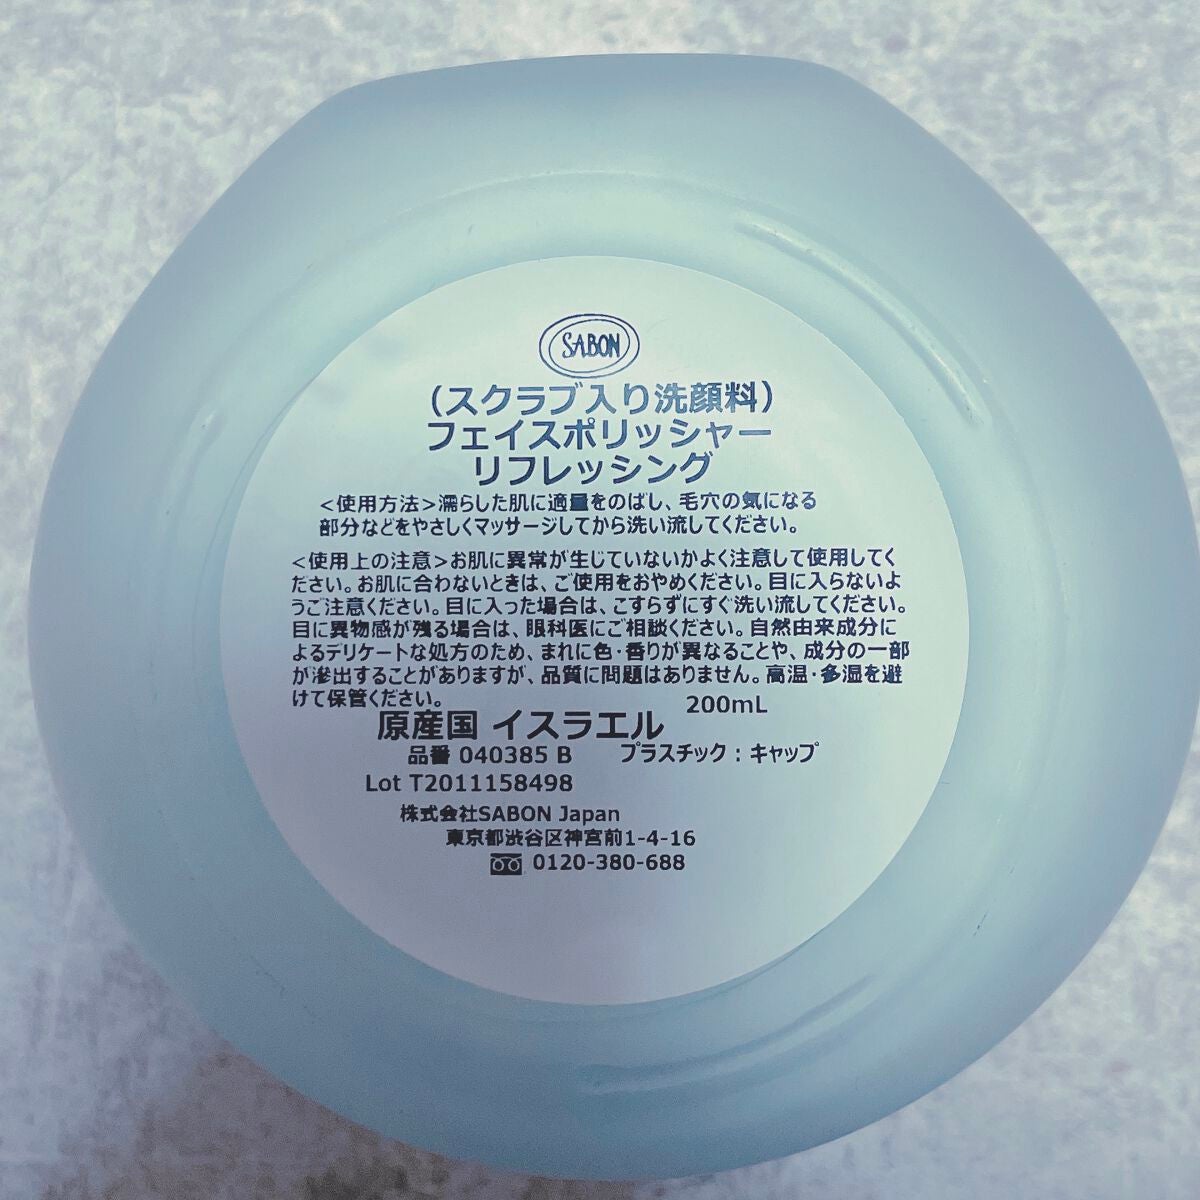 SABON
（スクラブ入り洗顔料）
フェイスポリッシャー
リフレッシング
＜使用方法＞濡らした肌に適量をのばし、毛穴の気になる
部分などをやさしくマッサージしてから洗い流してください。
＜使用上の注意＞お肌に異常が生じていないかよく注意して使用してく
ださい。お肌に合わないときは、ご使用をおやめください。目に入らないよ
うご注意ください。目に入った場合は、こすらずにすぐ洗い流してください。
目に異物感が残る場合は、眼科医にご相談ください。自然由来成分に
よるデリケートな処方のため、まれに色・香りが異なることや、成分の一部
が滲出することがありますが、品質に問題はありません。高温・多湿を避
けて保管ください。
200mL
原産国 イスラエル
品番 040385 B プラスチック：キャップ
Lot T2011158498
株式会社SABON Japan
東京都渋谷区神宮前1-4-16
0120-380-688